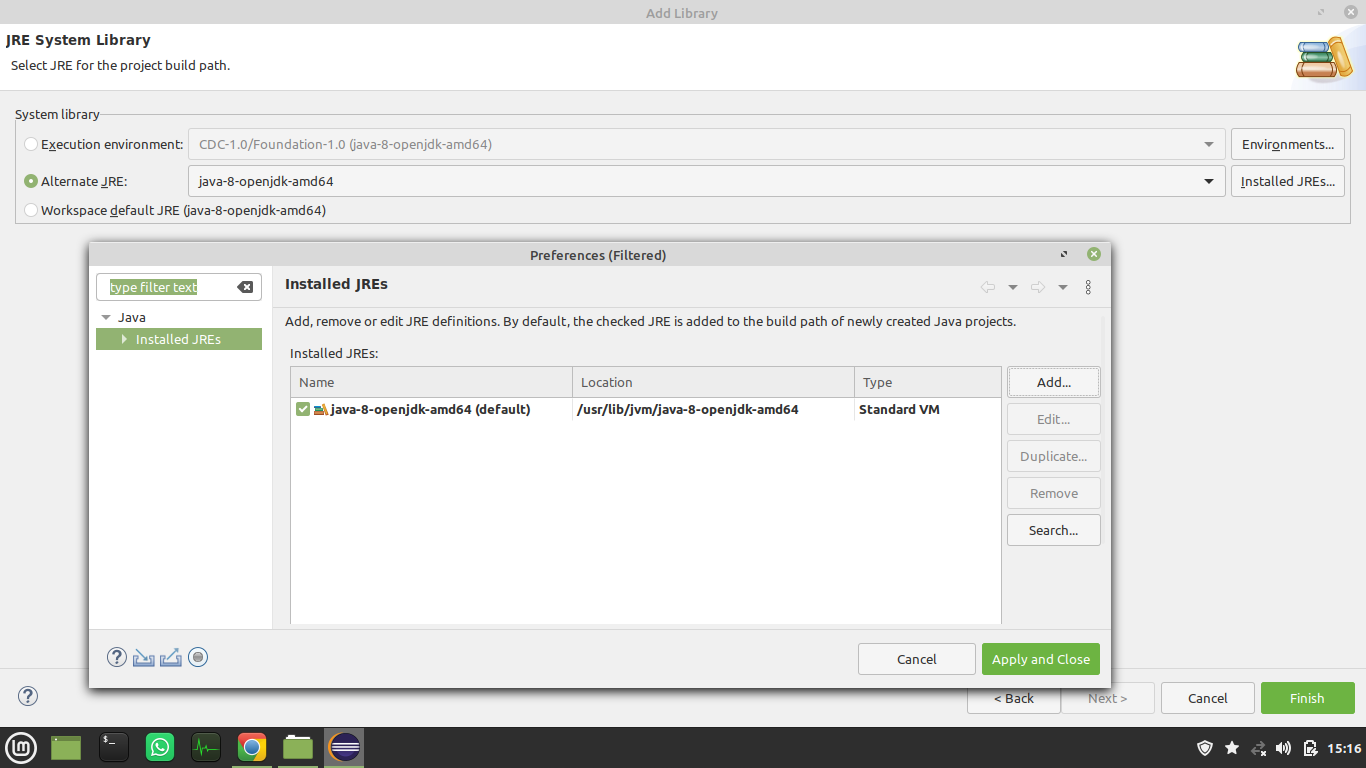 Add Library
JRE System Library
Select JRE for the project build path.
System library
Execution environment: CDC-1.0/Foundation-1.0 (java-8-openjdk-amd64) Environments...
Alternate JRE: java-8-openjdk-amd64 Installed JREs...
Workspace default JRE (java-8-openjdk-amd64)
Preferences (Filtered)
type filter text
Java
Installed JREs
Installed JREs
Add, remove or edit JRE definitions. By default, the checked JRE is added to the build path of newly created Java projects.
Installed JREs:
Name Location Type
java-8-openjdk-amd64 (default) /usr/lib/jvm/java-8-openjdk-amd64 Standard VM
Add...
Edit...
Duplicate...
Remove
Search...
Cancel Apply and Close
< Back Next > Cancel Finish
15:16